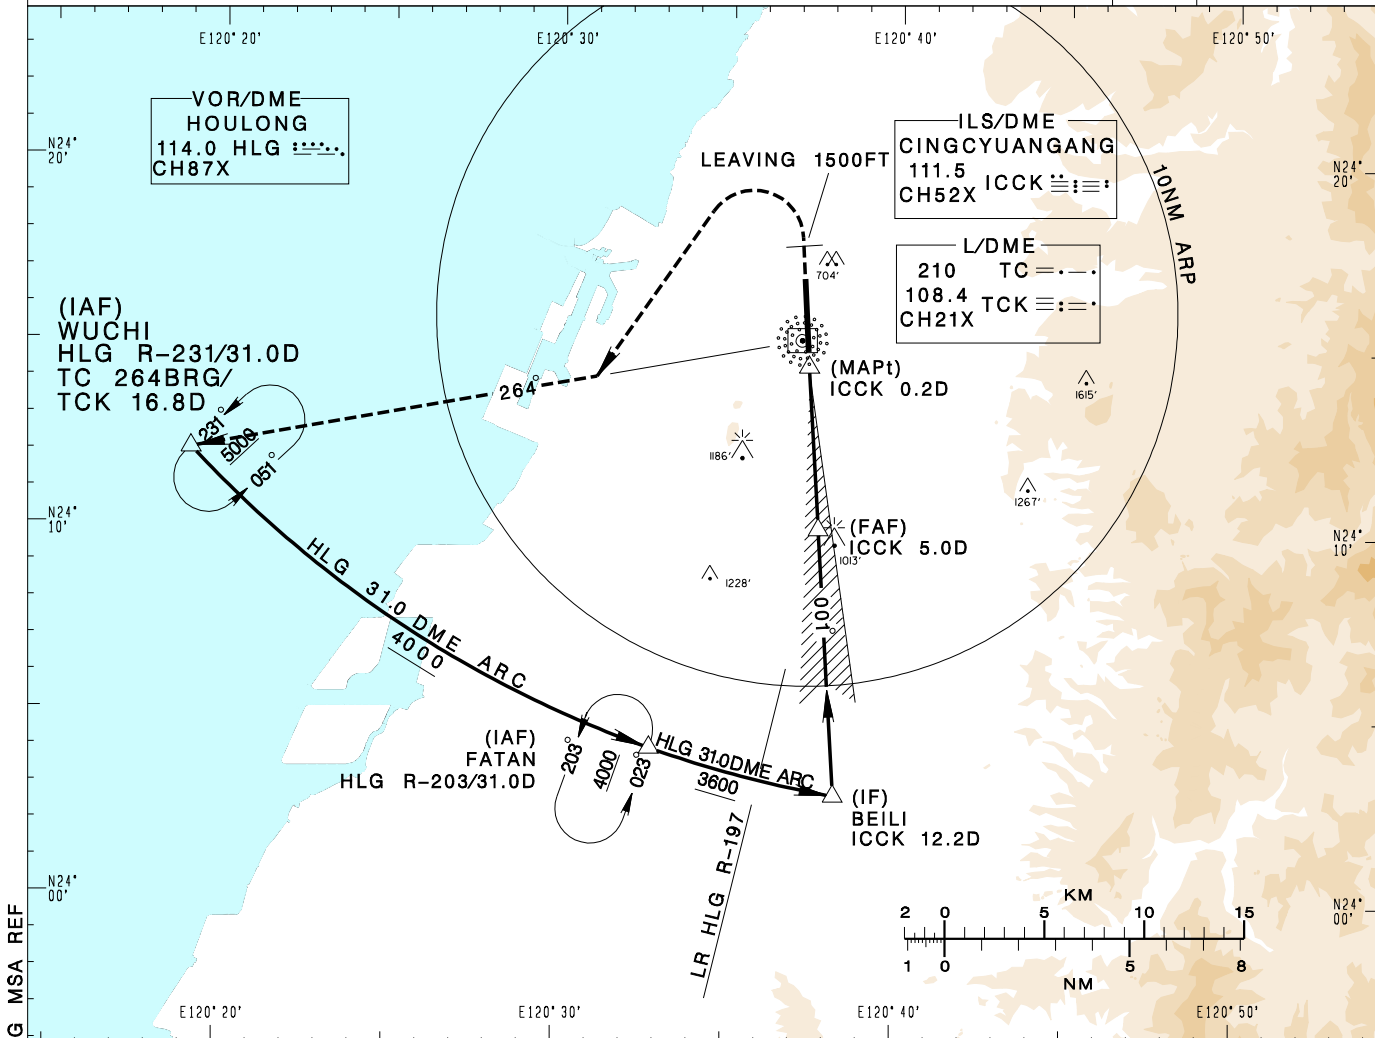 E120° 20'
E120° 30'
E120° 40'
E120° 50'
VOR/DME
HOULONG
114.0 HLG
CH87X
N24°
20'
LEAVING 1500FT
ILS/DME
CINGCYUANGANG
111.5
CH52X
ICCK
10NM ARP
N24°
20'
704'
L/DME
210 TC
108.4
CH21X
TCK
(IAF)
WUCHI
HLG R-231/31.0D
TC 264BRG/
TCK 16.8D
264°
(MAPt)
ICCK 0.2D
1615'
231°
5000
051°
1186'
1267'
N24°
10'
(FAF)
ICCK 5.0D
1013'
N24°
10'
HLG 31.0 DME ARC
4000
1228'
001°
(IAF)
FATAN
HLG R-203/31.0D
203°
4000
023°
HLG 31.0DME ARC
3600
(IF)
BEILI
ICCK 12.2D
LR HLG R-197
N24°
00'
KM
2 0 5 10 15
1 0 5 8
NM
N24°
00'
G MSA REF
E120° 20'
E120° 30'
E120° 40'
E120° 50'